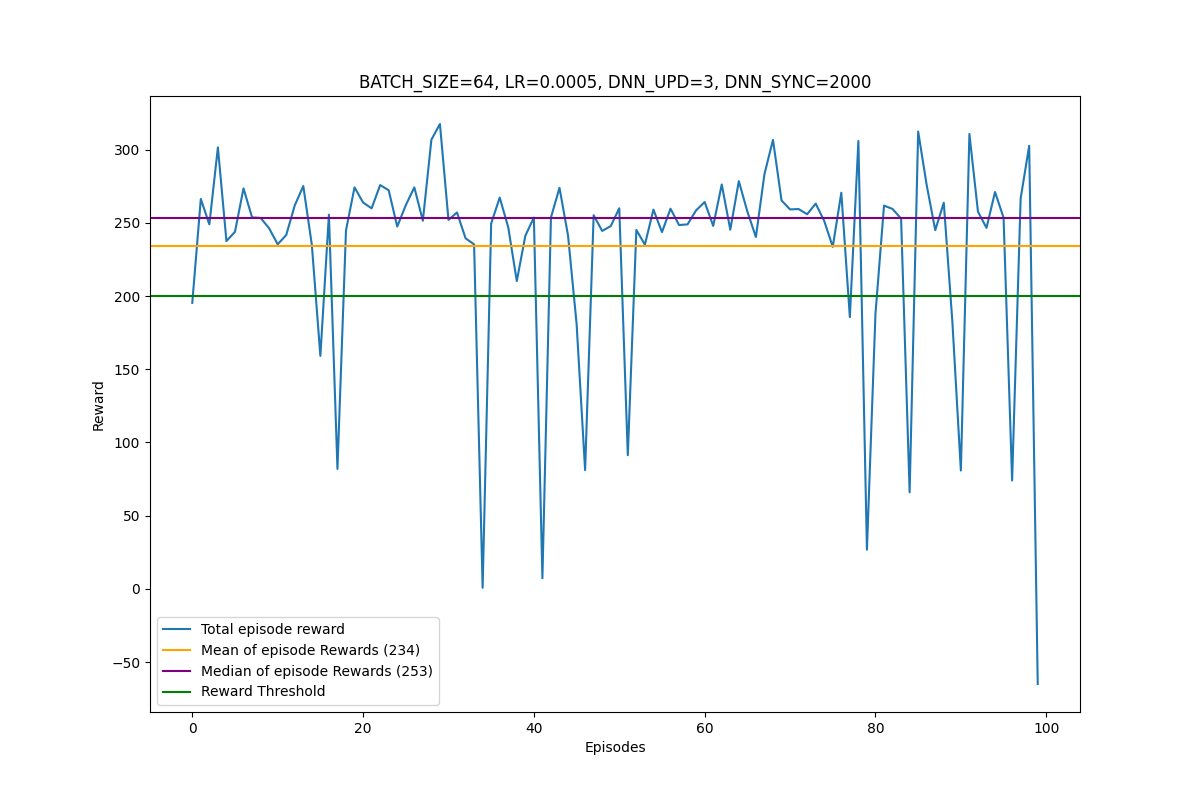 BATCH_SIZE=64, LR=0.0005, DNN_UPD=3, DNN_SYNC=2000
300
250
200
150
100
50
0
−50
Reward
Total episode reward
Mean of episode Rewards (234)
Median of episode Rewards (253)
Reward Threshold
0 20 40 60 80 100
Episodes